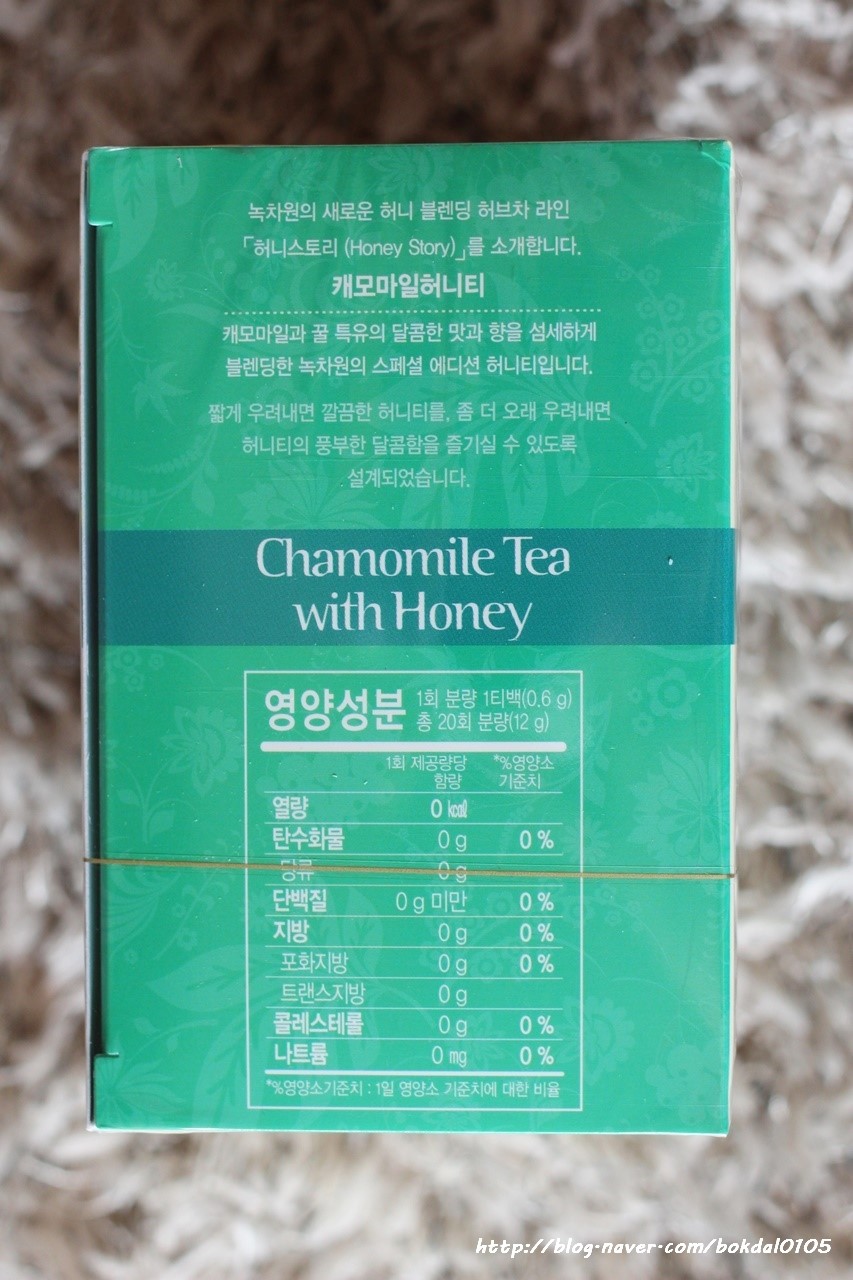 녹차원의 새로운 허니 블렌딩 허브차 라인
「허니스토리 (Honey Story)」를 소개합니다.
캐모마일허니티
캐모마일과 꿀 특유의 달콤한 맛과 향을 섬세하게
블렌딩한 녹차원의 스페셜 에디션 허니티입니다.
짧게 우려내면 깔끔한 허니티를, 좀 더 오래 우려내면
허니티의 풍부한 달콤함을 즐기실 수 있도록
설계되었습니다.
Chamomile Tea
with Honey
영양성분 1회 분량 1티백(0.6 g)
총 20회 분량(12 g)
1회 제공량당 *%영양소
함량 기준치
열량 0 ㎉
탄수화물 0 g 0 %
당류 0 g
단백질 0 g 미만 0 %
지방 0 g 0 %
포화지방 0 g 0 %
트랜스지방 0 g
콜레스테롤 0 g 0 %
나트륨 0 ㎎ 0 %
*%영양소기준치 : 1일 영양소 기준치에 대한 비율
http://blog.naver.com/bokdal0105